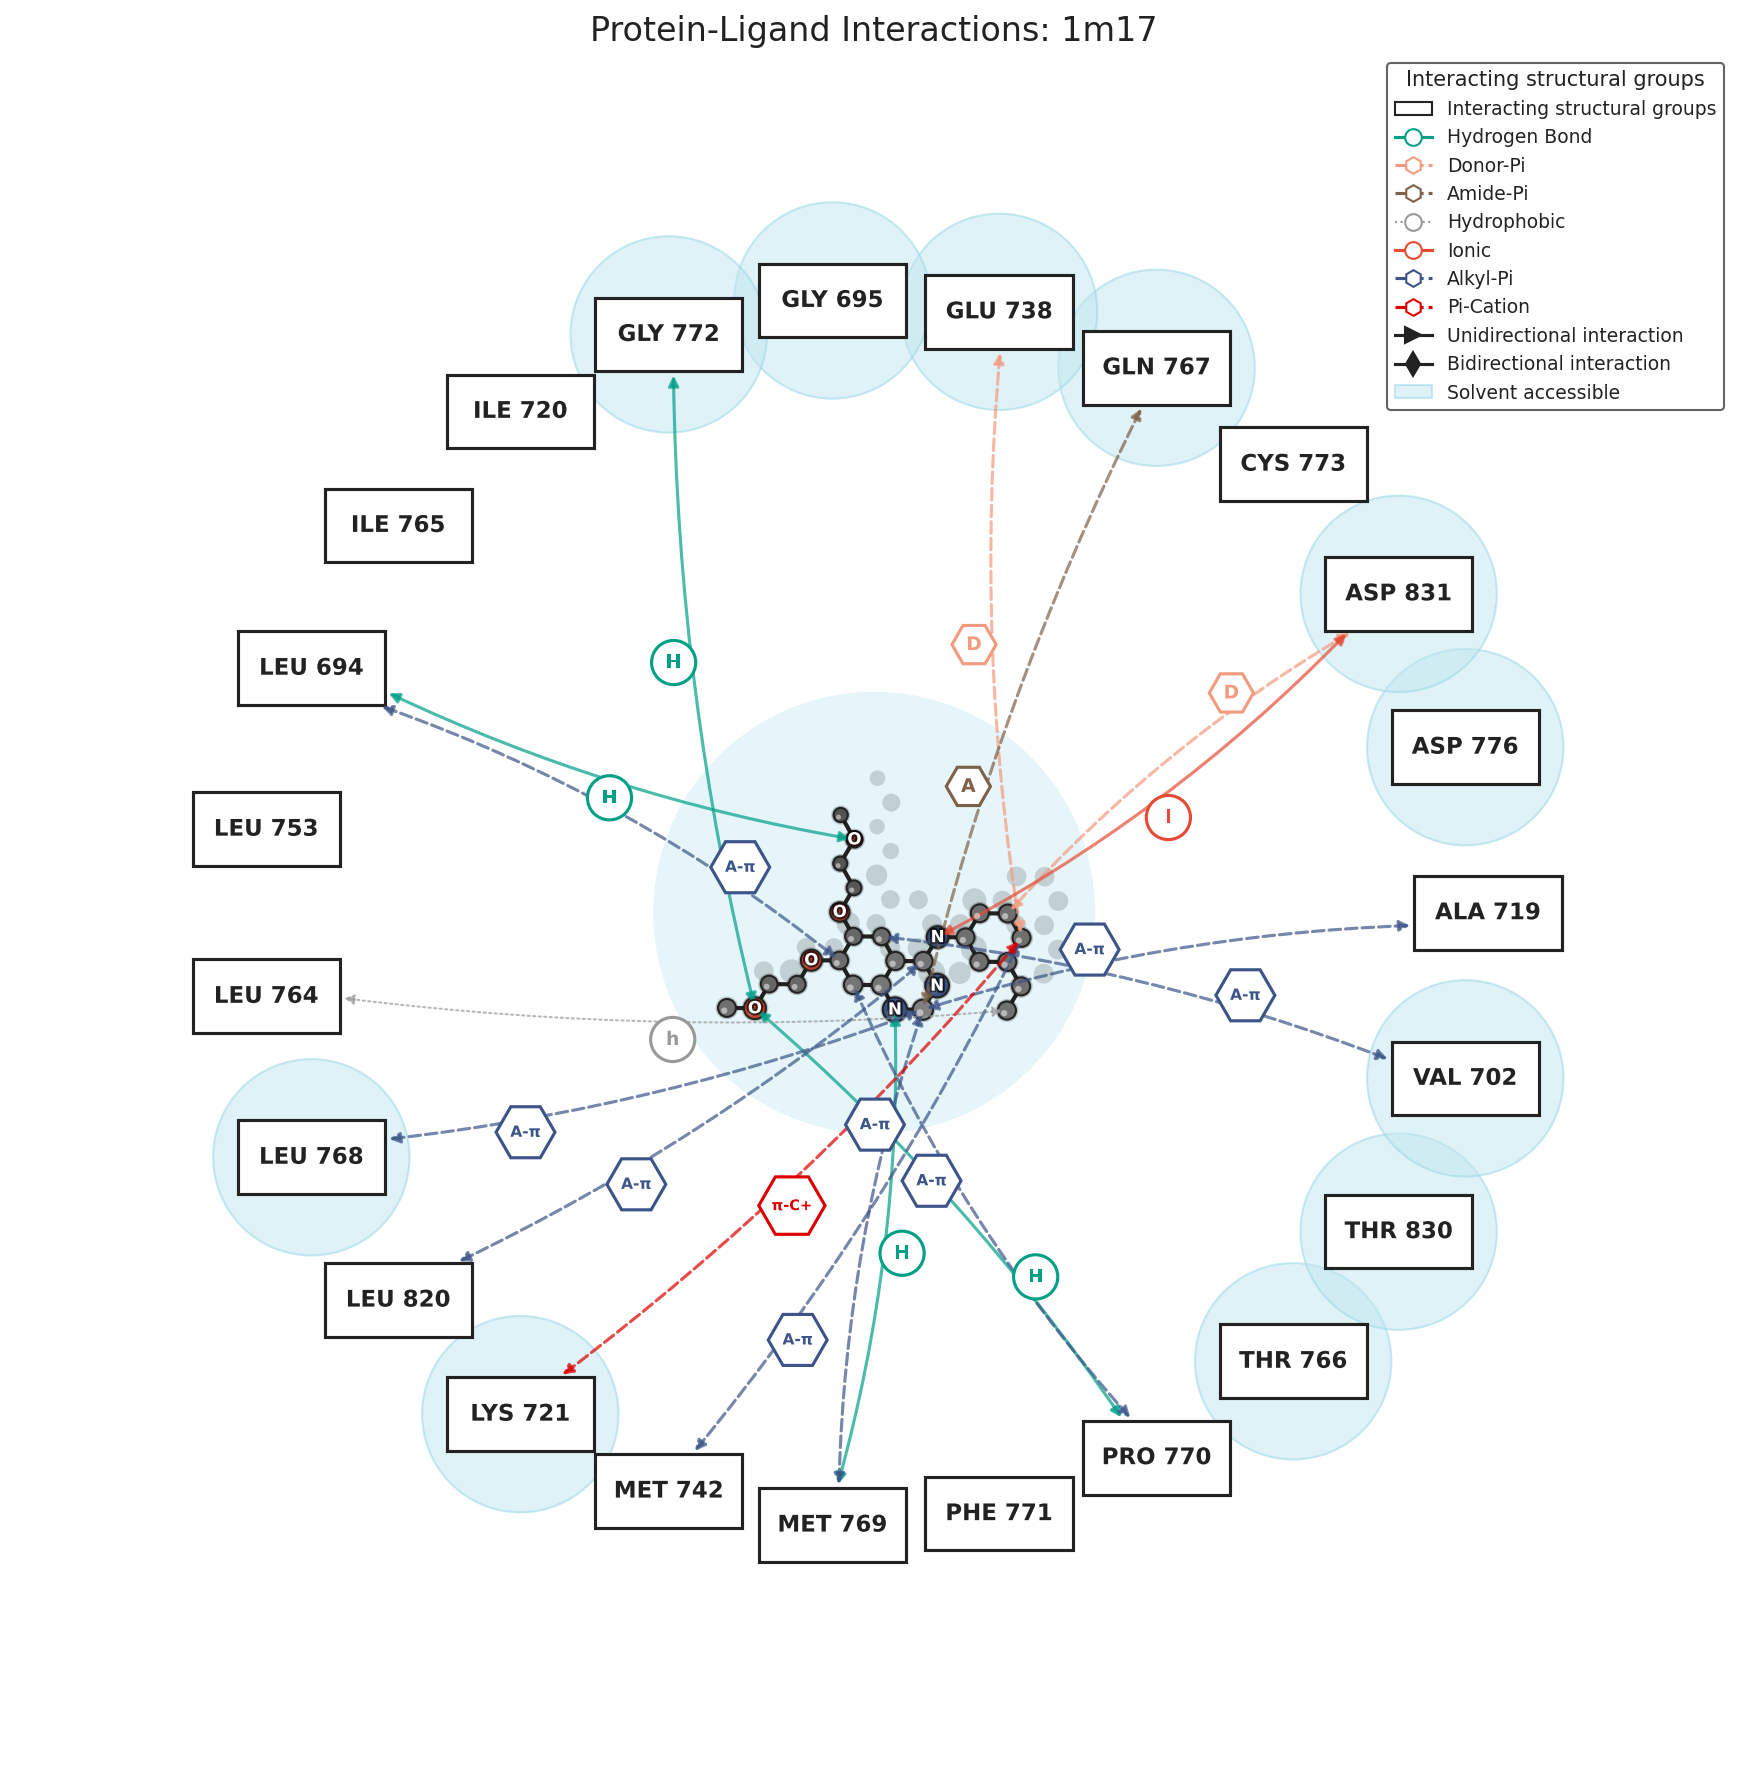 Protein-Ligand Interactions: 1m17
Interacting structural groups
Interacting structural groups
Hydrogen Bond
Donor-Pi
Amide-Pi
Hydrophobic
Ionic
Alkyl-Pi
Pi-Cation
Unidirectional interaction
Bidirectional interaction
Solvent accessible
GLY 695
GLU 738
GLY 772
GLN 767
ILE 720
CYS 773
ILE 765
ASP 831
D
H
LEU 694
D
ASP 776
A
H
I
LEU 753
O
A-π
O
ALA 719
N
A-π
O
N
LEU 764
O
N
A-π
h
VAL 702
A-π
LEU 768
A-π
A-π
A-π
π-C+
THR 830
H
H
LEU 820
A-π
THR 766
LYS 721
PRO 770
MET 742
PHE 771
MET 769